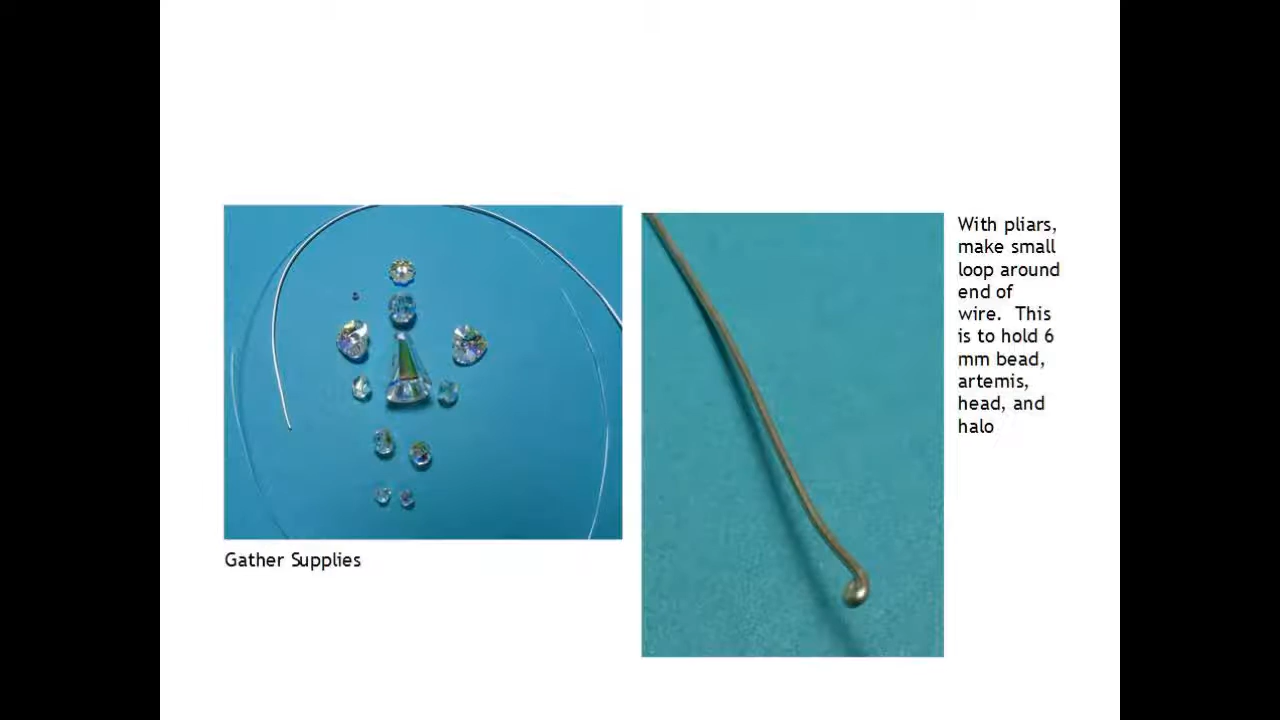 Gather Supplies
With pliars,
make small
loop around
end of
wire.  This
is to hold 6
mm bead,
artemis,
head, and
halo